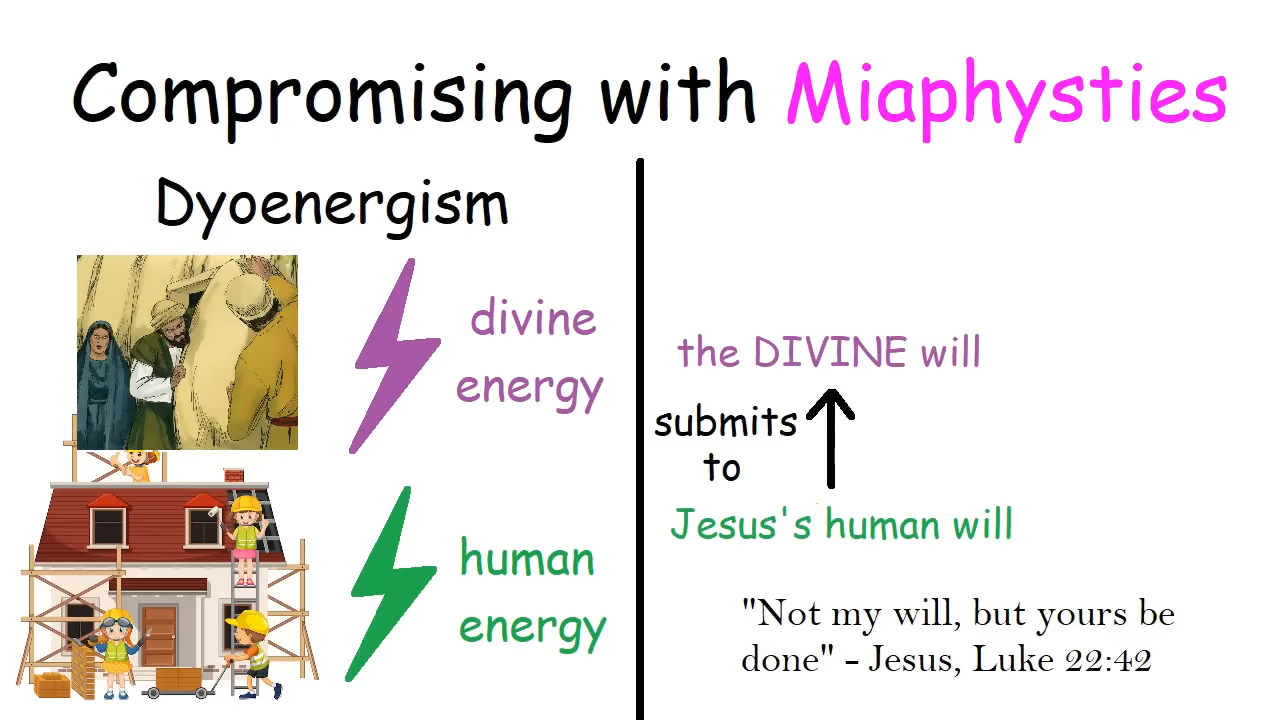 Compromising with Miaphysties
Dyoenergism
divine
energy
human
energy
the DIVINE will
submits
to
Jesus's human will
"Not my will, but yours be
done" - Jesus, Luke 22:42